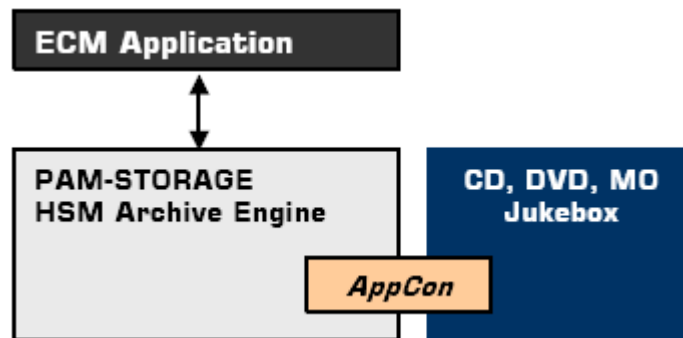 ECM Application
PAM-STORAGE
HSM Archive Engine
CD, DVD, MO
Jukebox
AppCon